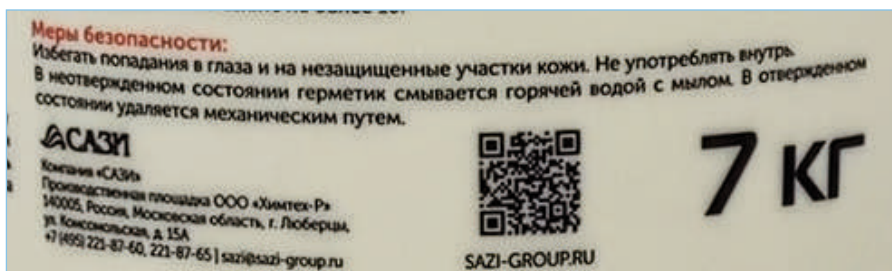 Меры безопасности:
Избегать попадания в глаза и на незащищенные участки кожи. Не употреблять внутрь.
В неотвержденном состоянии герметик смывается горячей водой с мылом. В отвержденном
состоянии удаляется механическим путем.
САЗИ
Компания «САЗИ»
Производственная площадка ООО «Химтех-Р»
140005, Россия, Московская область, г. Люберцы,
ул. Комсомольская, д. 15А
+7 (495) 221-87-60, 221-87-65 | sazi@sazi-group.ru
SAZI-GROUP.RU
7 кг